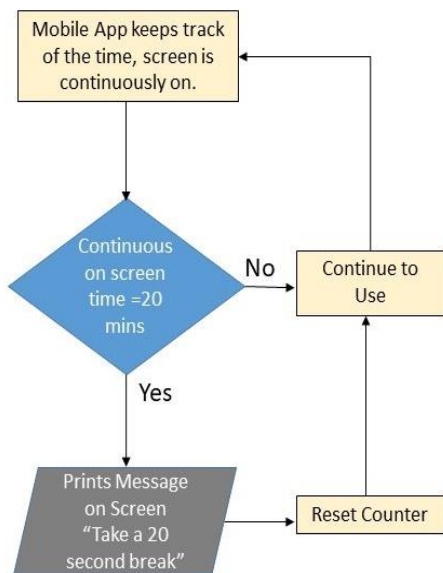 Mobile App keeps track
of the time, screen is
continuously on.
Continuous
on screen
time =20
mins
No
Continue to
Use
Yes
Prints Message
on Screen
“Take a 20
second break”
Reset Counter